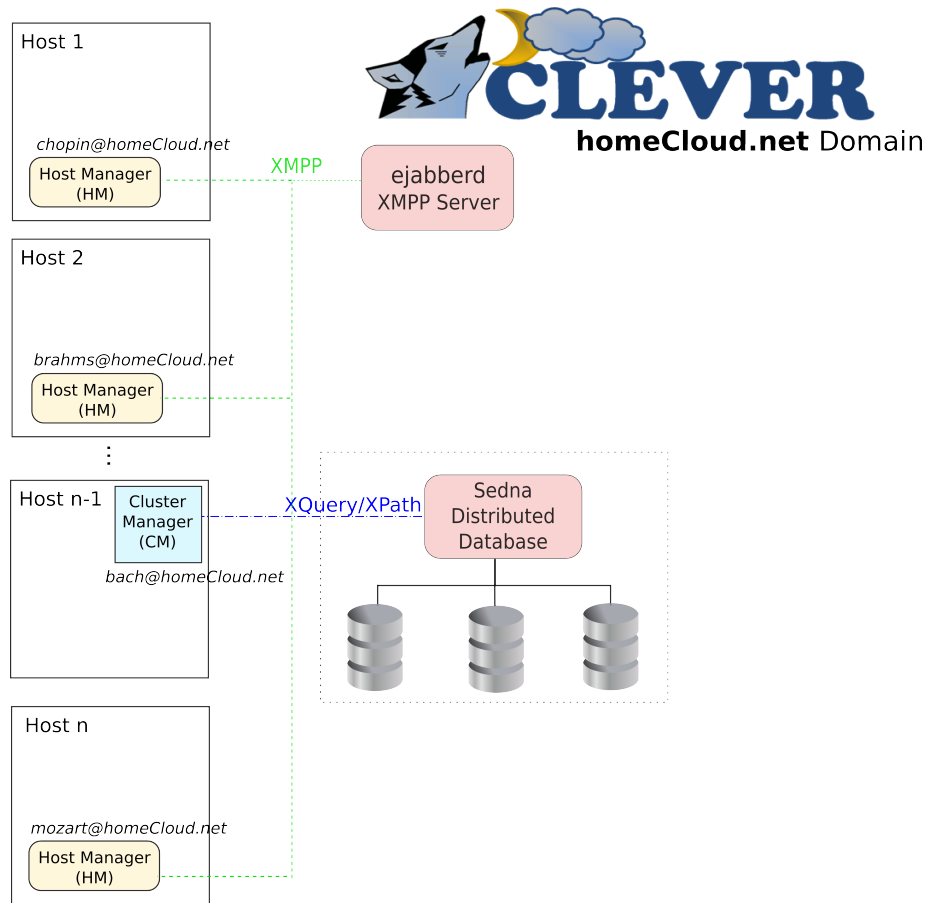 Host 1
chopin@homeCloud.net
Host Manager
(HM)
XMPP
CLEVER
homeCloud.net Domain
ejabberd
XMPP Server
Host 2
brahms@homeCloud.net
Host Manager
(HM)
...
Host n-1
Cluster
Manager
(CM)
bach@homeCloud.net
XQuery/XPath
Sedna
Distributed
Database
Host n
mozart@homeCloud.net
Host Manager
(HM)